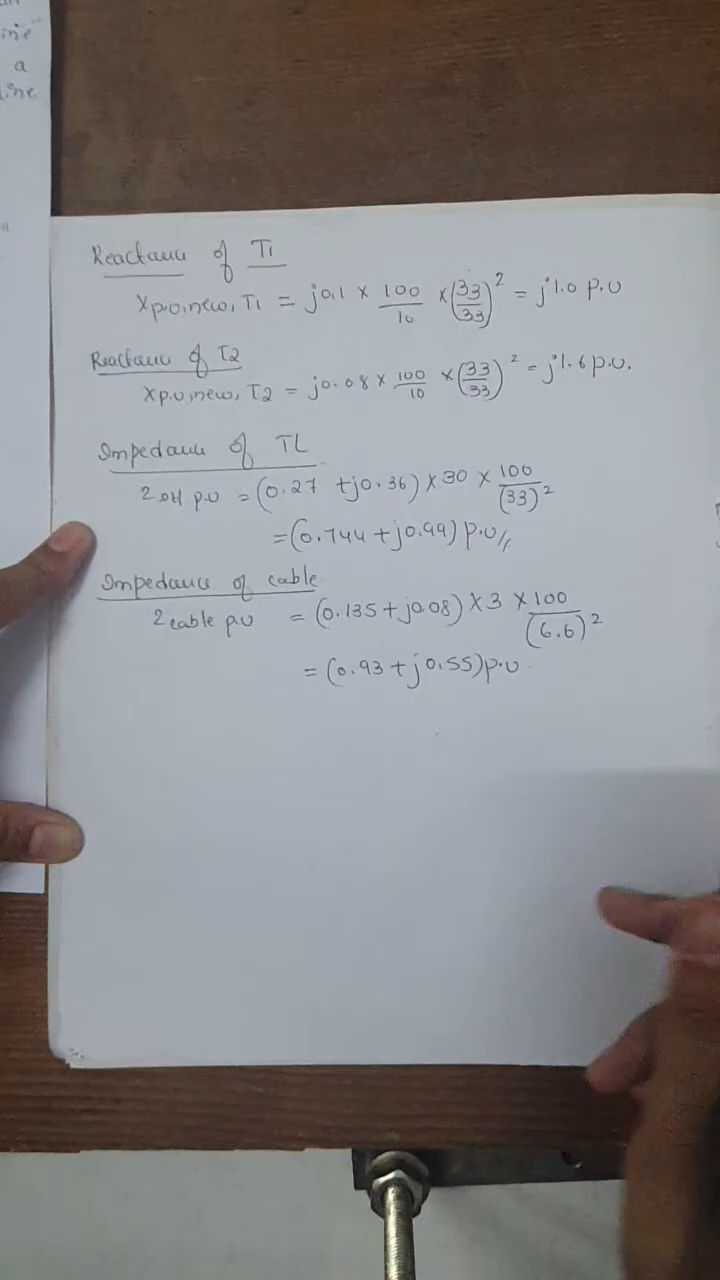 ine
a
line
Reactance of T1
Xp.u,new, T1 = j0.1 × 100/10 × (33/33)² = j1.0 p.u
Reactance of T2
Xp.u,new, T2 = j0.08 × 100/10 × (33/33)² = j1.6 p.u.
Impedance of TL
ZOH p.u = (0.27 + j0.36) × 30 × 100/(33)²
= (0.744 + j0.99) p.u//
Impedance of cable
Zcable p.u = (0.135 + j0.08) × 3 × 100/(6.6)²
= (0.93 + j0.55) p.u.